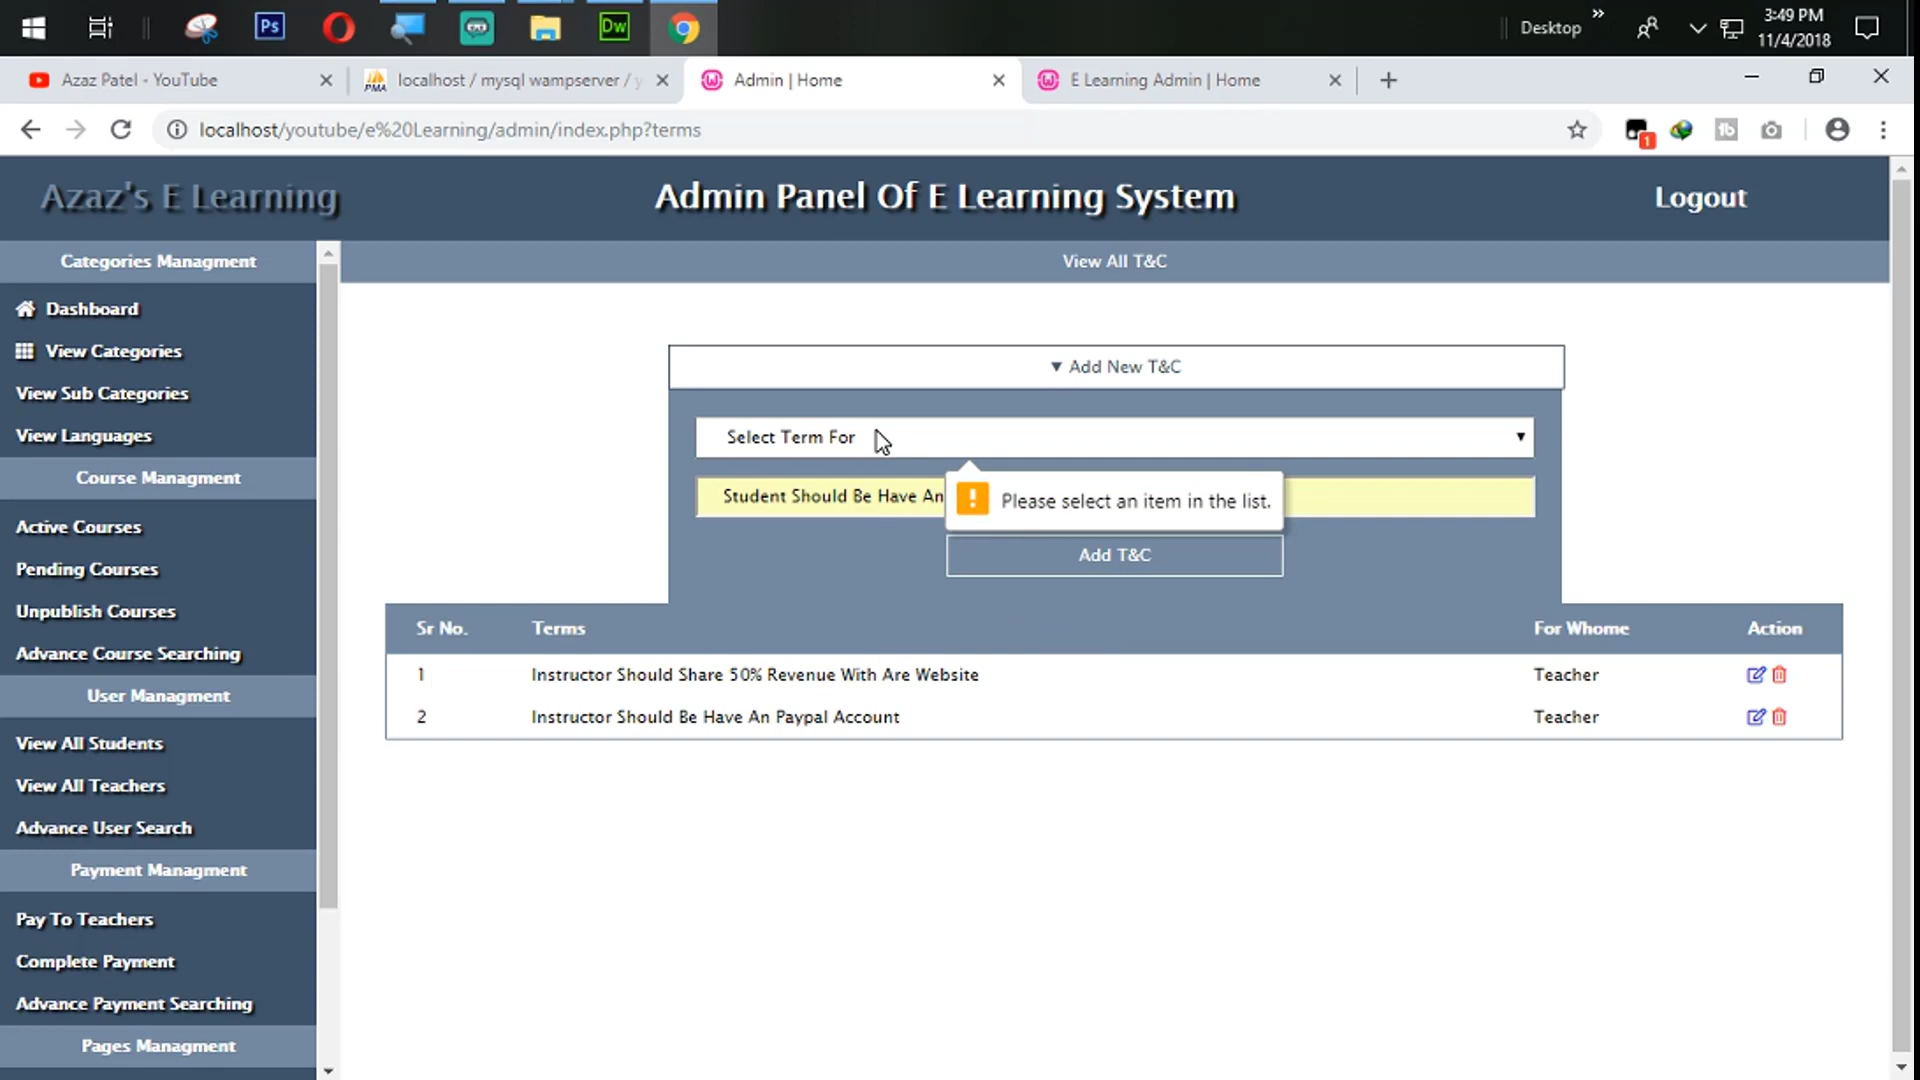 Ps
Dw
Desktop
3:49 PM
11/4/2018
Azaz Patel - YouTube
PMA
localhost / mysql wampserver / y
Admin | Home
E Learning Admin | Home
localhost/youtube/e%20Learning/admin/index.php?terms
1
Azaz's E Learning
Admin Panel Of E Learning System
Logout
Categories Managment
View All T&C
Dashboard
View Categories
View Sub Categories
View Languages
Course Managment
Active Courses
Pending Courses
Unpublish Courses
Advance Course Searching
User Managment
View All Students
View All Teachers
Advance User Search
Payment Managment
Pay To Teachers
Complete Payment
Advance Payment Searching
Pages Managment
▼ Add New T&C
Select Term For
Student Should Be Have An
Please select an item in the list.
Add T&C
Sr No. Terms For Whome Action
1 Instructor Should Share 50% Revenue With Are Website Teacher
2 Instructor Should Be Have An Paypal Account Teacher